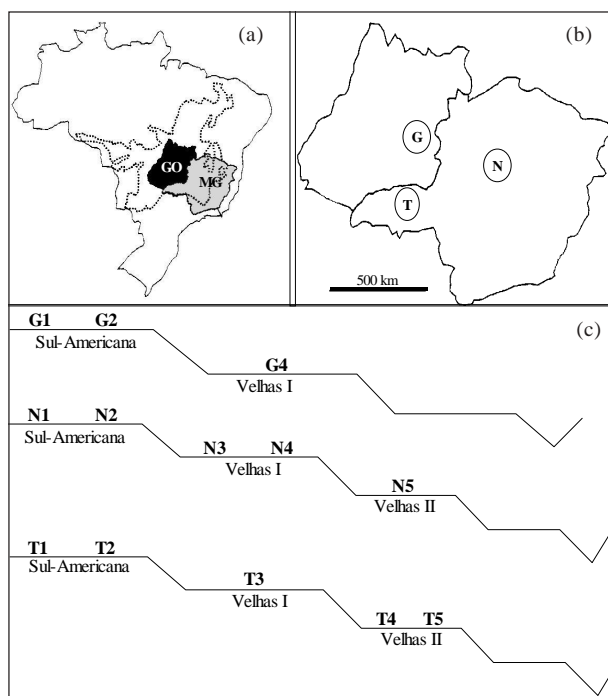 (a)
GO
MG
(b)
G
N
T
500 km
(c)
G1 G2
Sul-Americana
G4
Velhas I
N1 N2
Sul-Americana
N3 N4
Velhas I
N5
Velhas II
T1 T2
Sul-Americana
T3
Velhas I
T4 T5
Velhas II